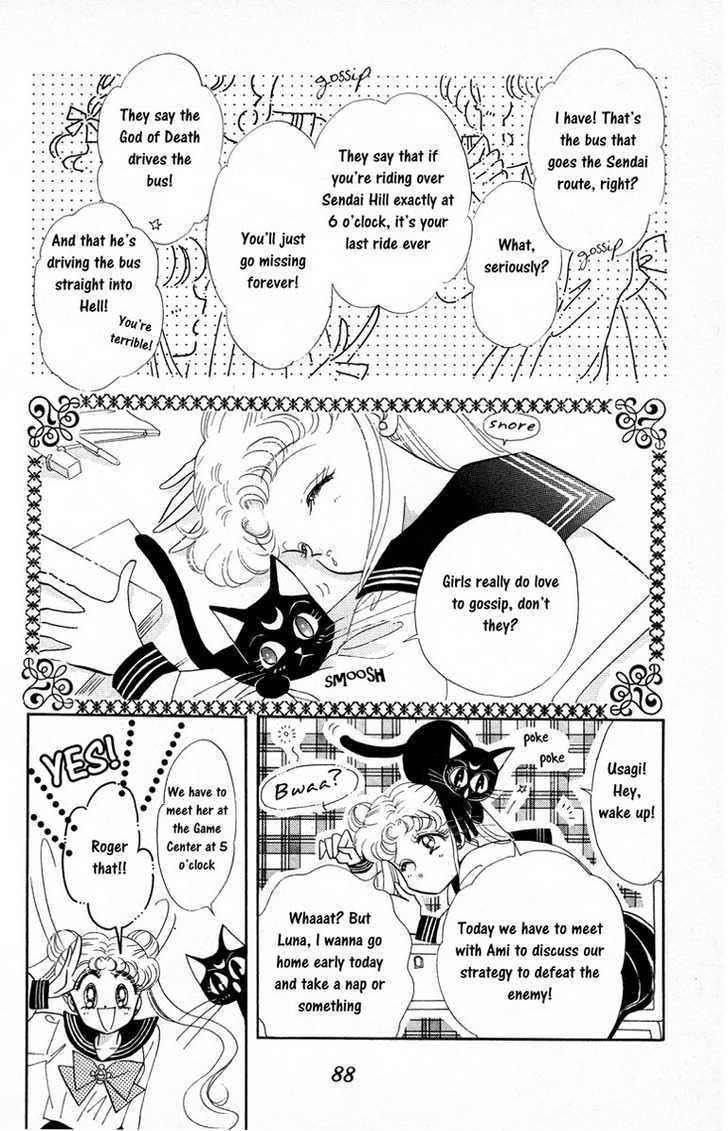 gossip
I have! That's
the bus that
goes the Sendai
route, right?
gossip
What,
seriously?
They say that if
you're riding over
Sendai Hill exactly at
6 o'clock, it's your
last ride ever
You'll just
go missing
forever!
They say the
God of Death
drives the
bus!
And that he's
driving the bus
straight into
Hell!
You're
terrible!
snore
Girls really do love
to gossip, don't
they?
SMOOSH
Usagi!
Hey,
wake up!
poke
poke
Bwaa?
Today we have to meet
with Ami to discuss our
strategy to defeat the
enemy!
Whaaat? But
Luna, I wanna go
home early today
and take a nap or
something
We have to
meet her at
the Game
Center at 5
o'clock
YES!
Roger
that!!
88